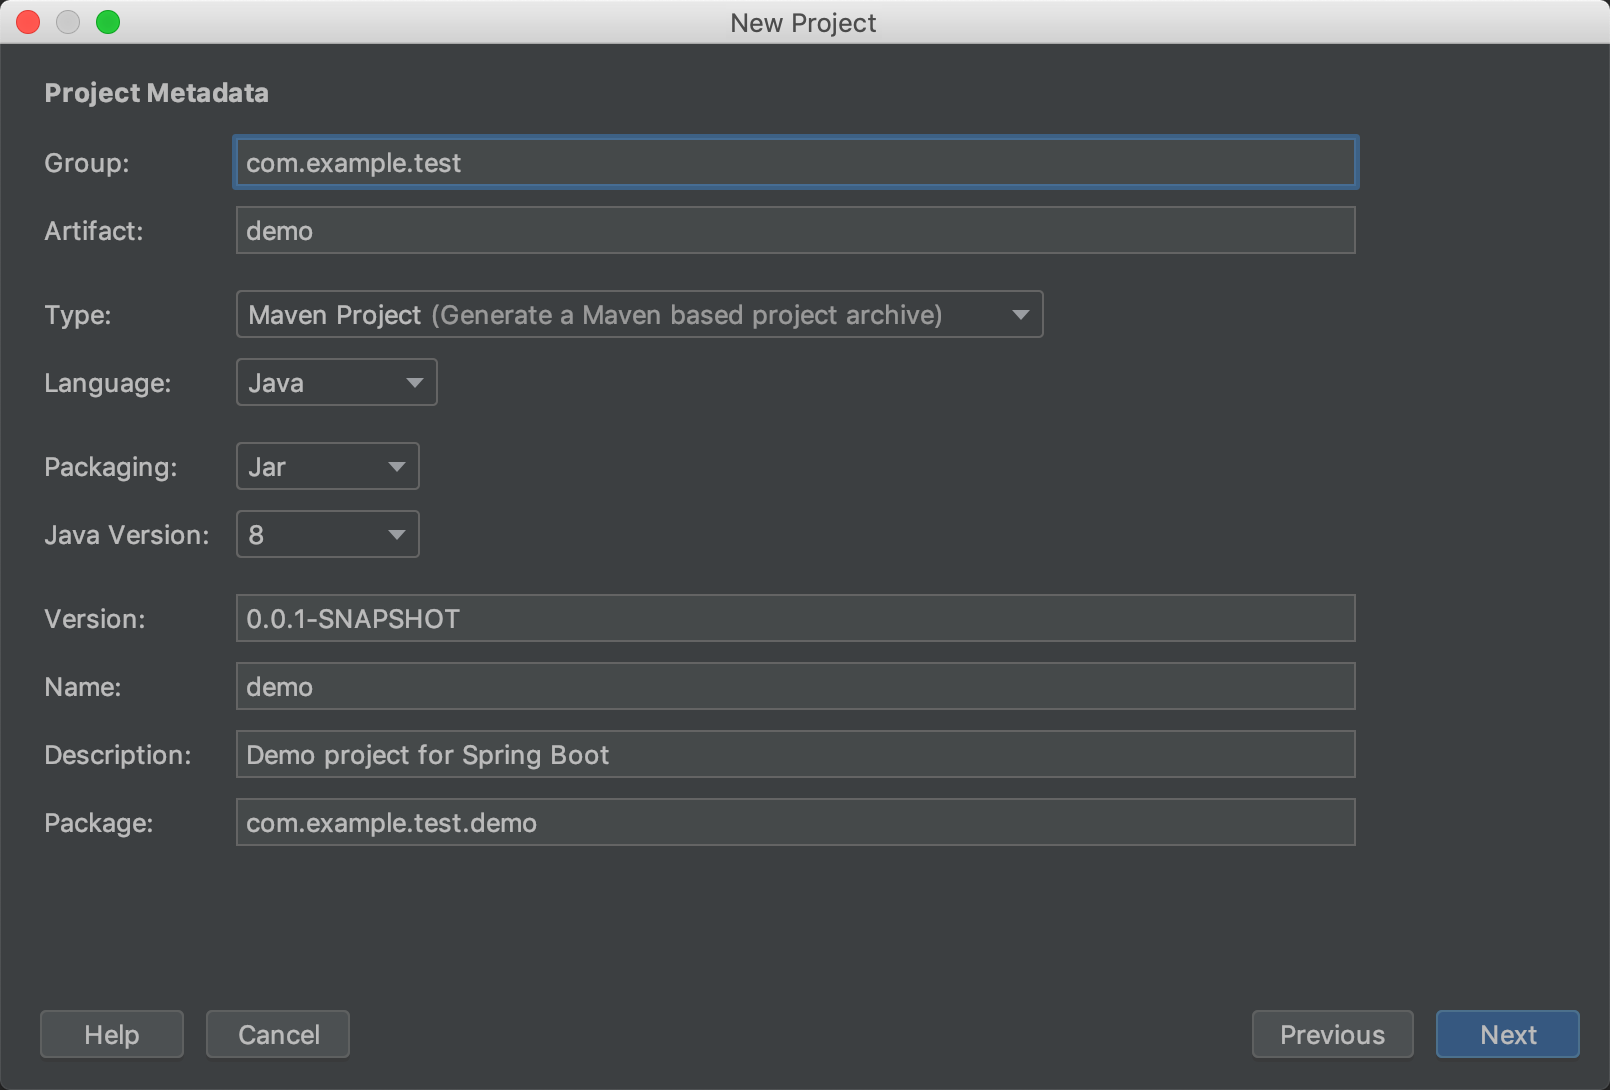 New Project
Project Metadata
Group: com.example.test
Artifact: demo
Type: Maven Project (Generate a Maven based project archive)
Language: Java
Packaging: Jar
Java Version: 8
Version: 0.0.1-SNAPSHOT
Name: demo
Description: Demo project for Spring Boot
Package: com.example.test.demo
Help Cancel Previous Next